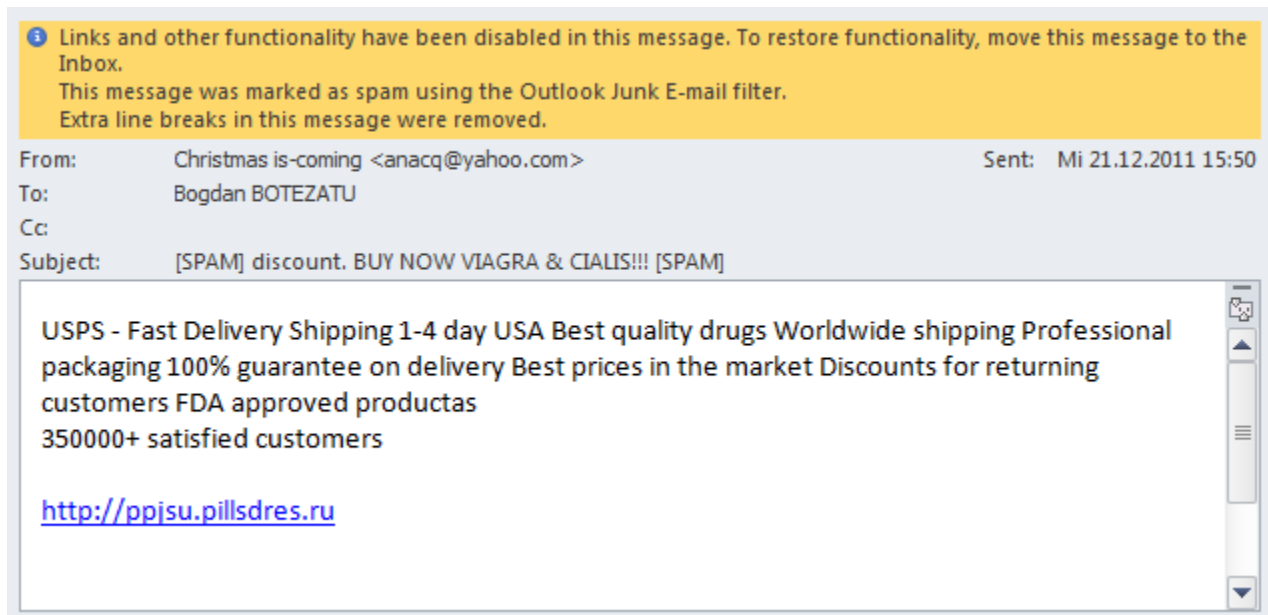 Links and other functionality have been disabled in this message. To restore functionality, move this message to the
Inbox.
This message was marked as spam using the Outlook Junk E-mail filter.
Extra line breaks in this message were removed.
From: Christmas is-coming <anacq@yahoo.com> Sent: Mi 21.12.2011 15:50
To: Bogdan BOTEZATU
Cc:
Subject: [SPAM] discount. BUY NOW VIAGRA & CIALIS!!! [SPAM]
USPS - Fast Delivery Shipping 1-4 day USA Best quality drugs Worldwide shipping Professional
packaging 100% guarantee on delivery Best prices in the market Discounts for returning
customers FDA approved productas
350000+ satisfied customers
http://ppjsu.pillsdres.ru